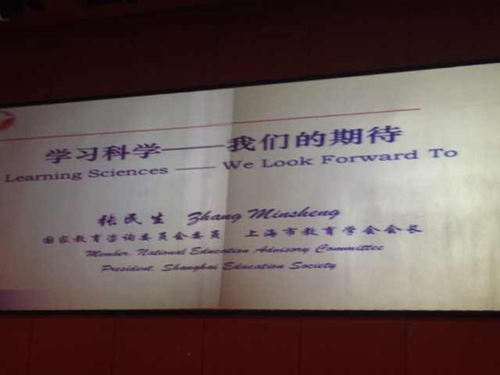 学习科学——我们的期待
Learning Sciences —— We Look Forward To
张民生 Zhang Minsheng
国家教育咨询委员会委员 上海市教育学会会长
Member, National Education Advisory Committee
President, Shanghai Education Society